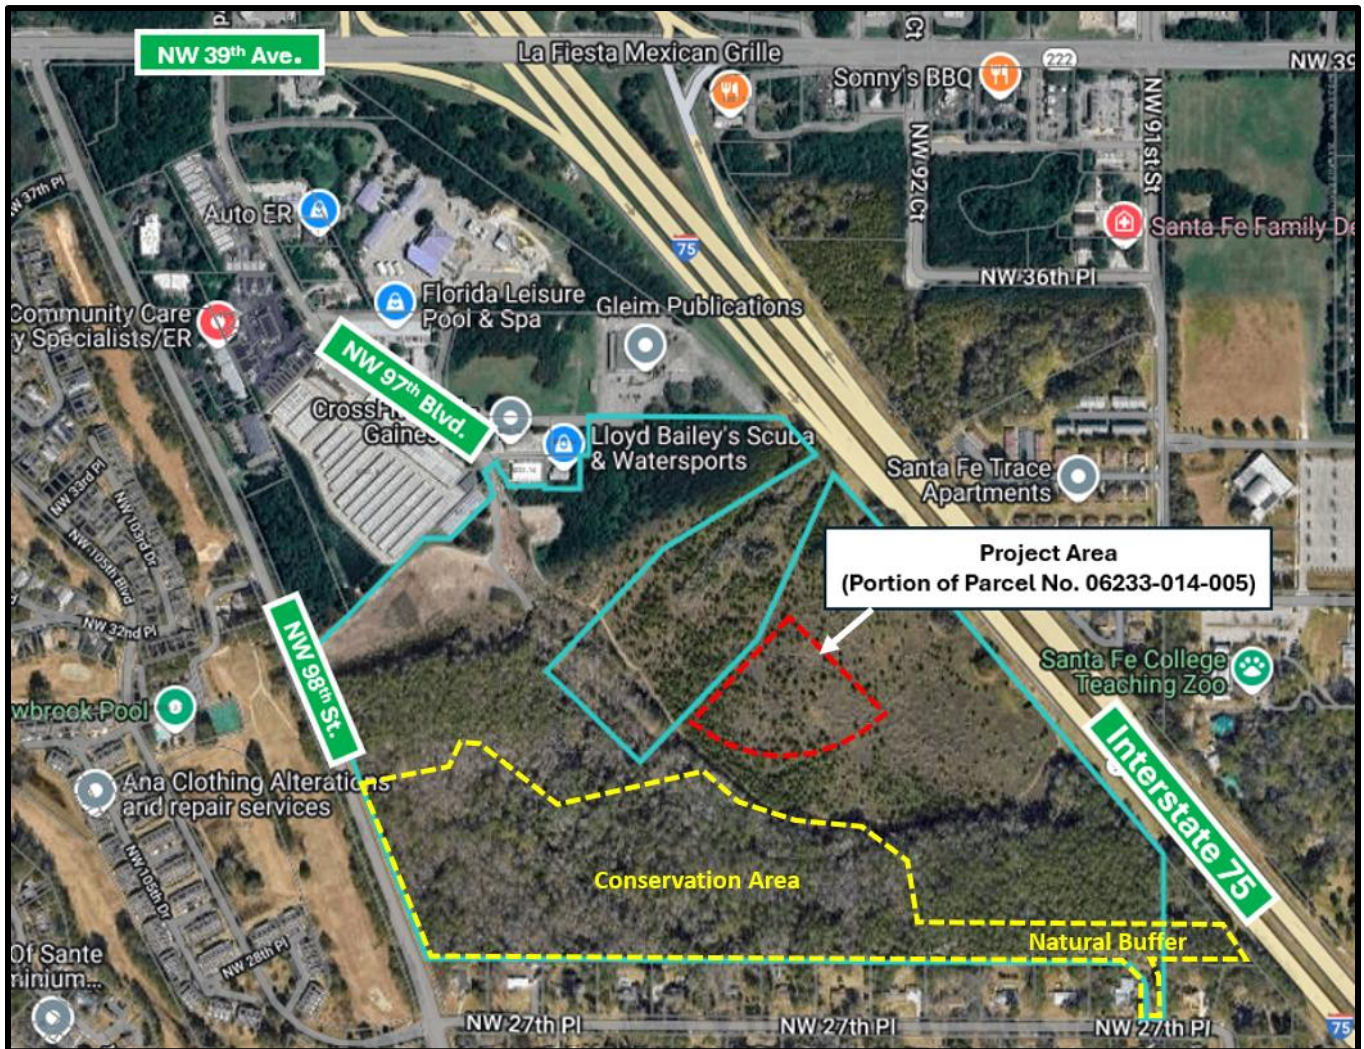 NW 39th Ave.
La Fiesta Mexican Grille
Sonny's BBQ
222
NW 39
Ct
NW 91st St
NW 92 Ct
W 37th Pl
Auto ER
75
Santa Fe Family De
NW 36th Pl
Florida Leisure
Pool & Spa
Gleim Publications
Community Care
y Specialists/ER
NW 97th Blvd.
CrossFi
Gaines
Lloyd Bailey's Scuba
& Watersports
Santa Fe Trace
Apartments
NW 33rd Pl
NW 103rd Dr
NW 105th Blvd
NW 32nd Pl
Project Area
(Portion of Parcel No. 06233-014-005)
NW 98th St.
Santa Fe College
Teaching Zoo
wbrook Pool
Interstate 75
Ana Clothing Alterations
and repair services
NW 105th Dr
Conservation Area
Natural Buffer
NW 28th Pl
Of Sante
minium...
NW 27th Pl
NW 27th Pl
NW 27th Pl
75